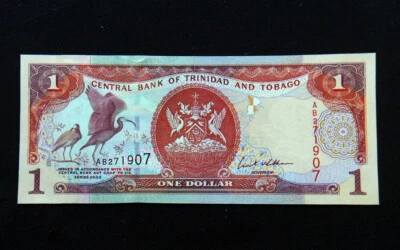 1
CENTRAL BANK OF TRINIDAD AND TOBAGO
1
AB271907
AB271907
ISSUED IN ACCORDANCE WITH THE
CENTRAL BANK ACT CHAP 79:02
GOVERNOR
1
ONE DOLLAR
1